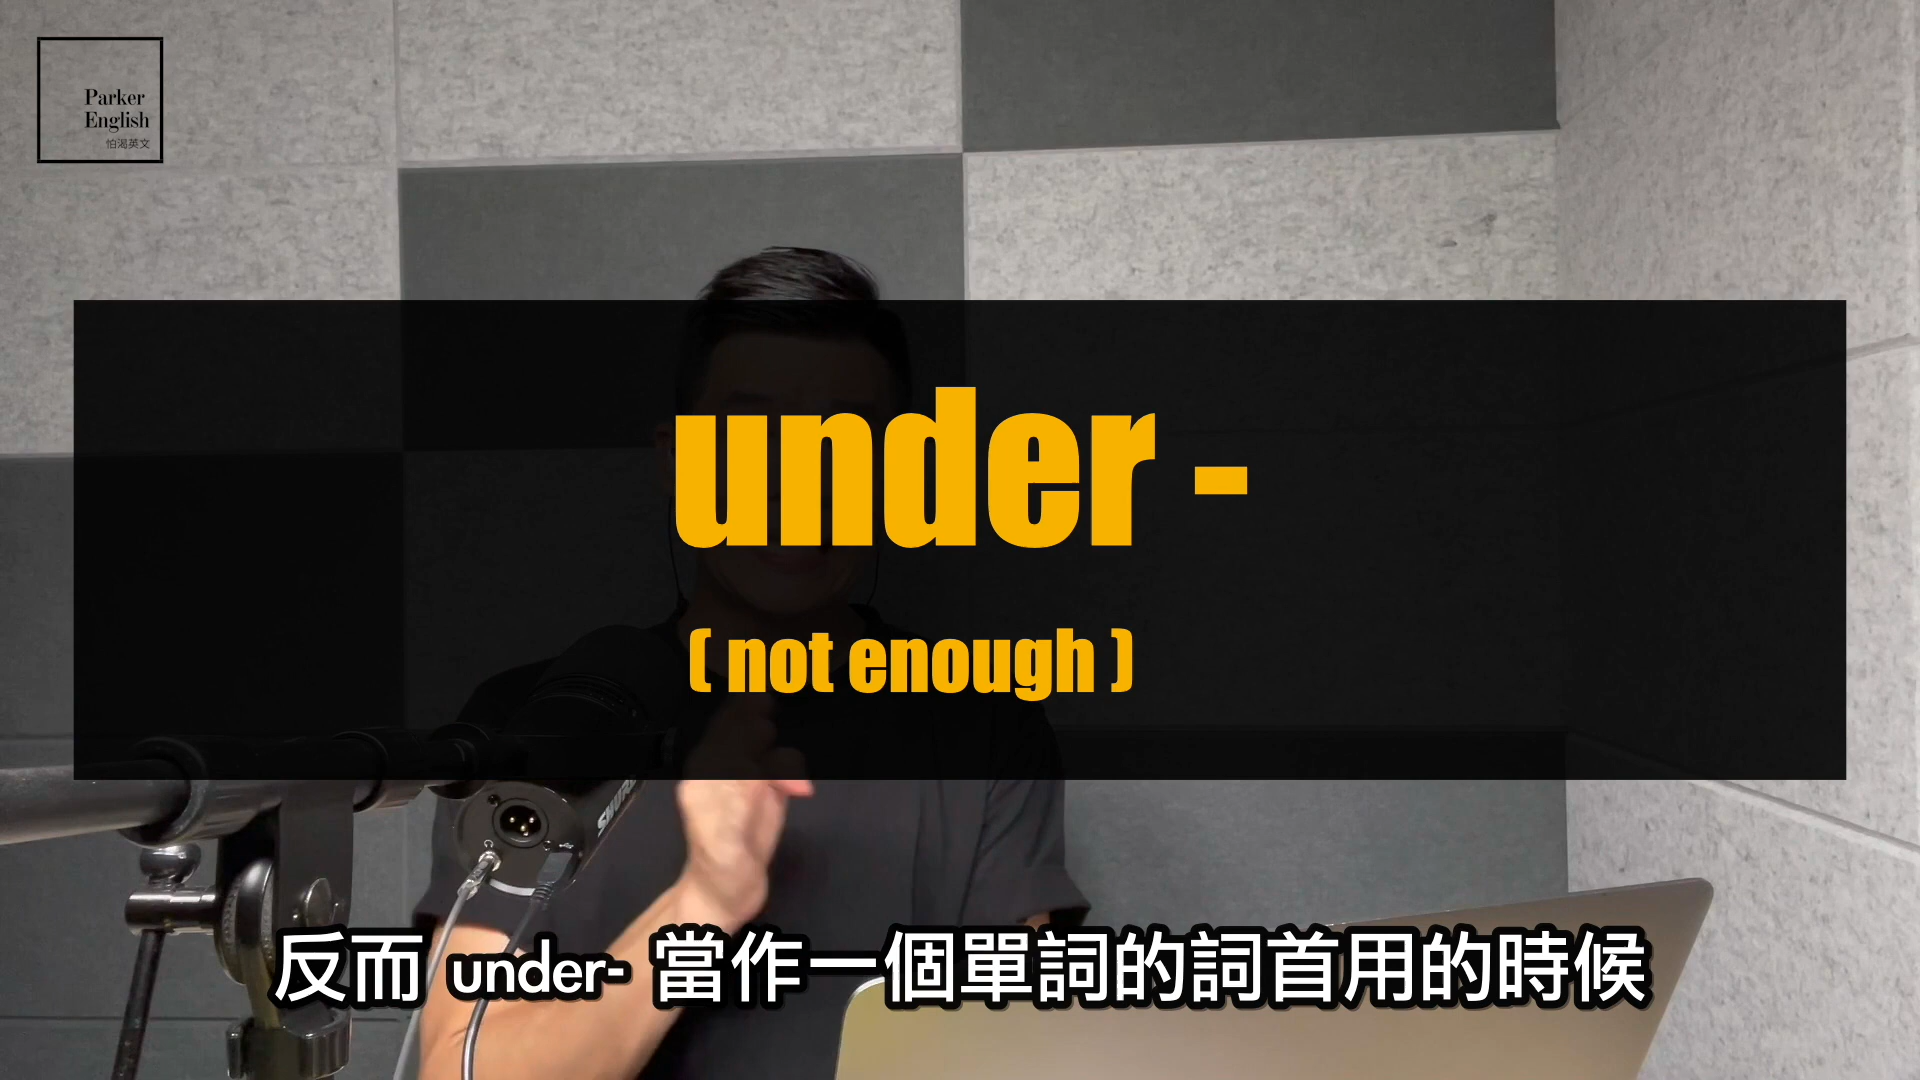 Parker
English
怕渴英文
under -
( not enough )
SHURE
反而 under- 當作一個單詞的詞首用的時候